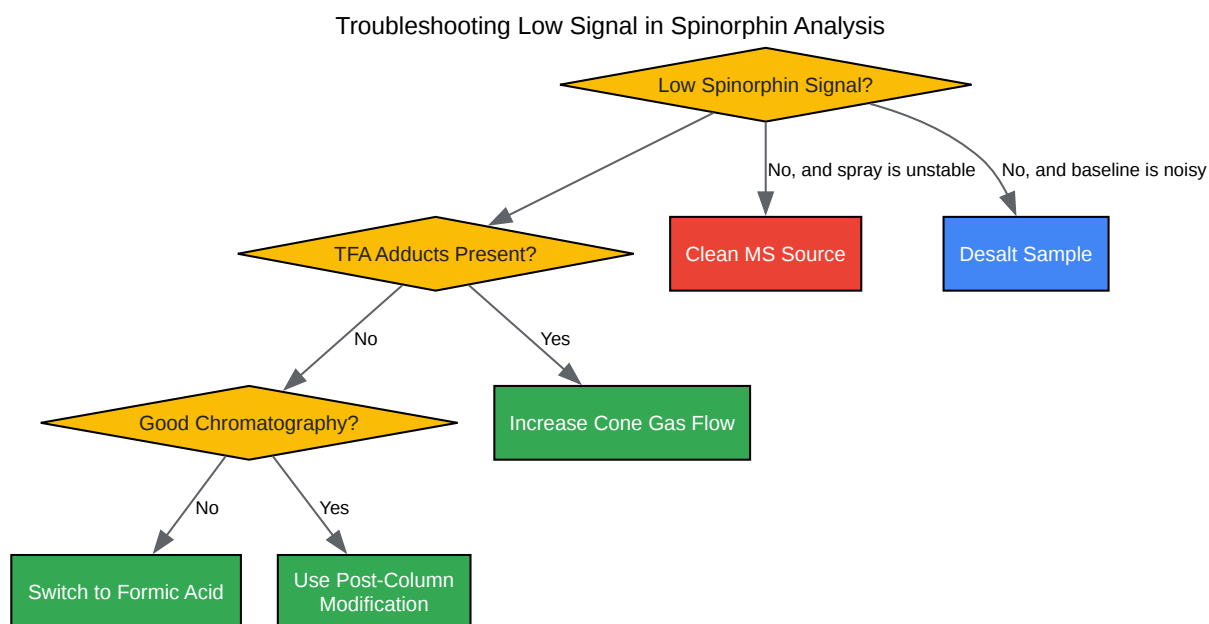 Troubleshooting Low Signal in Spinorphin Analysis
Low Spinorphin Signal?
No, and spray is unstable
No, and baseline is noisy
TFA Adducts Present?
Clean MS Source
Desalt Sample
No
Yes
Good Chromatography?
Increase Cone Gas Flow
No
Yes
Switch to Formic Acid
Use Post-Column
Modification